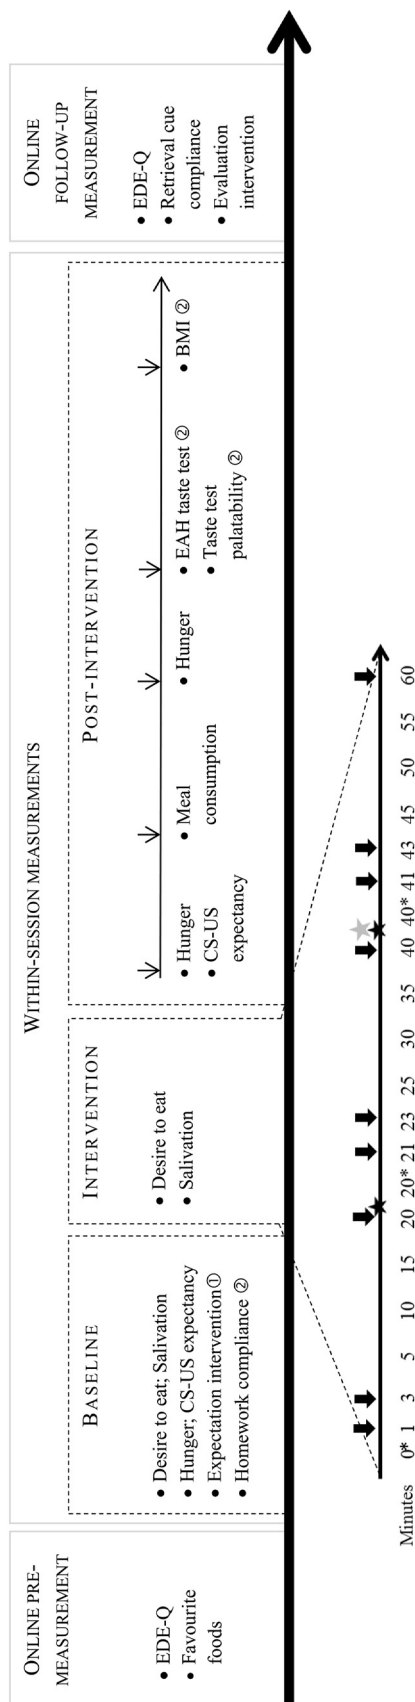 ONLINE PRE-
MEASUREMENT
• EDE-Q
• Favourite
foods
WITHIN-SESSION MEASUREMENTS
BASELINE
• Desire to eat; Salivation
• Hunger; CS-US expectancy
• Expectation intervention①
• Homework compliance ②
INTERVENTION
• Desire to eat
• Salivation
POST-INTERVENTION
• Hunger
• CS-US
expectancy
• Meal
consumption
• Hunger
• EAH taste test ②
• Taste test
palatability ②
• BMI ②
ONLINE
FOLLOW-UP
MEASUREMENT
• EDE-Q
• Retrieval cue
compliance
• Evaluation
intervention
Minutes 0* 1 3 5 10 15 20 20* 21 23 25 30 35 40 40* 41 43 45 50 55 60